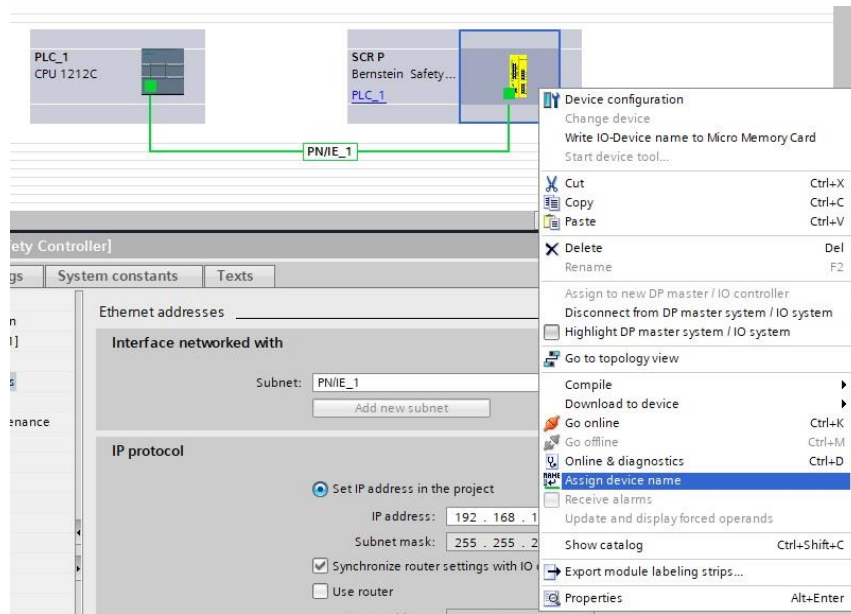 PLC_1
CPU 1212C
SCR P
Bernstein Safety...
PLC_1
PN/IE_1
Device configuration
Change device
Write IO-Device name to Micro Memory Card
Start device tool...
Cut Ctrl+X
Copy Ctrl+C
Paste Ctrl+V
Delete Del
Rename F2
Assign to new DP master / IO controller
Disconnect from DP master system / IO system
Highlight DP master system / IO system
Go to topology view
Compile
Download to device
Go online Ctrl+K
Go offline Ctrl+M
Online & diagnostics Ctrl+D
NAME Assign device name
Receive alarms
Update and display forced operands
Show catalog Ctrl+Shift+C
Export module labeling strips...
Properties Alt+Enter
ety Controller]
gs System constants Texts
n
1]
s
enance
Ethernet addresses
Interface networked with
Subnet: PN/IE_1
Add new subnet
IP protocol
Set IP address in the project
IP address: 192 . 168 . 1
Subnet mask: 255 . 255 . 2
Synchronize router settings with IO
Use router